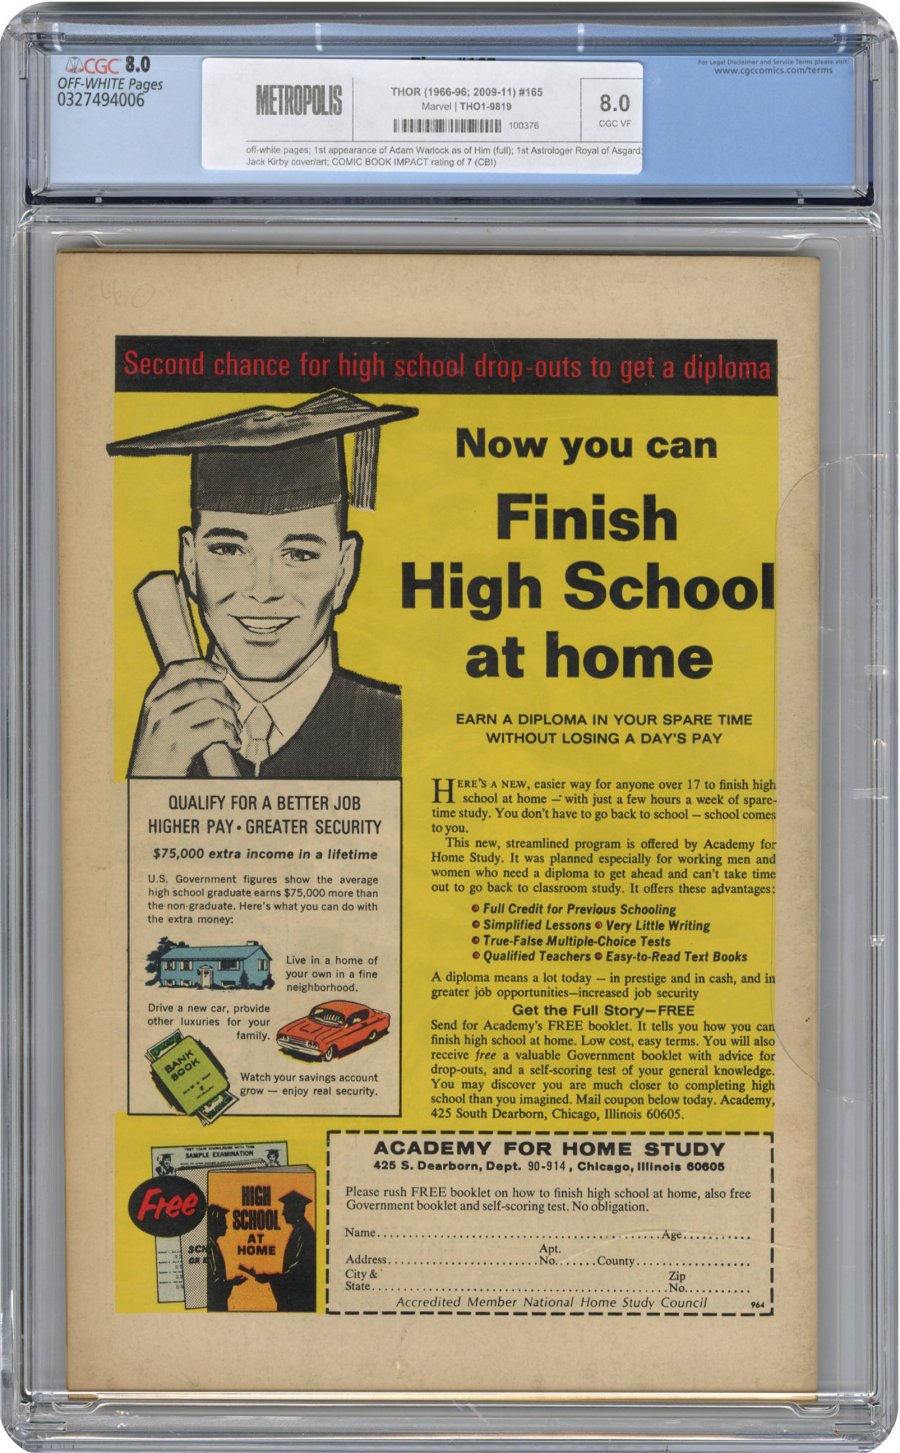 CGC 8.0
OFF-WHITE Pages
0327494006
METROPOLIS
THOR (1966-96; 2009-11) #165
Marvel | THO1-9819
100376
8.0
CGC VF
off-white pages; 1st appearance of Adam Warlock as of Him (full); 1st Astrologer Royal of Asgard;
Jack Kirby cover/art; COMIC BOOK IMPACT rating of 7 (CBI)
For Legal Disclaimer and Service Terms please visit
www.cgccomics.com/terms
Second chance for high school drop-outs to get a diploma
Now you can
Finish
High School
at home
EARN A DIPLOMA IN YOUR SPARE TIME
WITHOUT LOSING A DAY'S PAY
HERE'S A NEW, easier way for anyone over 17 to finish high
school at home — with just a few hours a week of spare-
time study. You don't have to go back to school — school comes
to you.
This new, streamlined program is offered by Academy for
Home Study. It was planned especially for working men and
women who need a diploma to get ahead and can't take time
out to go back to classroom study. It offers these advantages:
• Full Credit for Previous Schooling
• Simplified Lessons • Very Little Writing
• True-False Multiple-Choice Tests
• Qualified Teachers • Easy-to-Read Text Books
A diploma means a lot today — in prestige and in cash, and in
greater job opportunities—increased job security
Get the Full Story—FREE
Send for Academy's FREE booklet. It tells you how you can
finish high school at home. Low cost, easy terms. You will also
receive free a valuable Government booklet with advice for
drop-outs, and a self-scoring test of your general knowledge.
You may discover you are much closer to completing high
school than you imagined. Mail coupon below today. Academy,
425 South Dearborn, Chicago, Illinois 60605.
QUALIFY FOR A BETTER JOB
HIGHER PAY • GREATER SECURITY
$75,000 extra income in a lifetime
U.S. Government figures show the average
high school graduate earns $75,000 more than
the non-graduate. Here's what you can do with
the extra money:
Live in a home of
your own in a fine
neighborhood.
Drive a new car, provide
other luxuries for your
family.
BANK
BOOK
Watch your savings account
grow — enjoy real security.
TEST YOUR KNOWLEDGE WITH THIS
SAMPLE EXAMINATION
Free
HIGH
SCHOOL
AT
HOME
ACADEMY FOR HOME STUDY
425 S. Dearborn, Dept. 90-914, Chicago, Illinois 60605
Please rush FREE booklet on how to finish high school at home, also free
Government booklet and self-scoring test. No obligation.
Name Age
Apt.
Address No. County
City & Zip
State No.
Accredited Member National Home Study Council 964